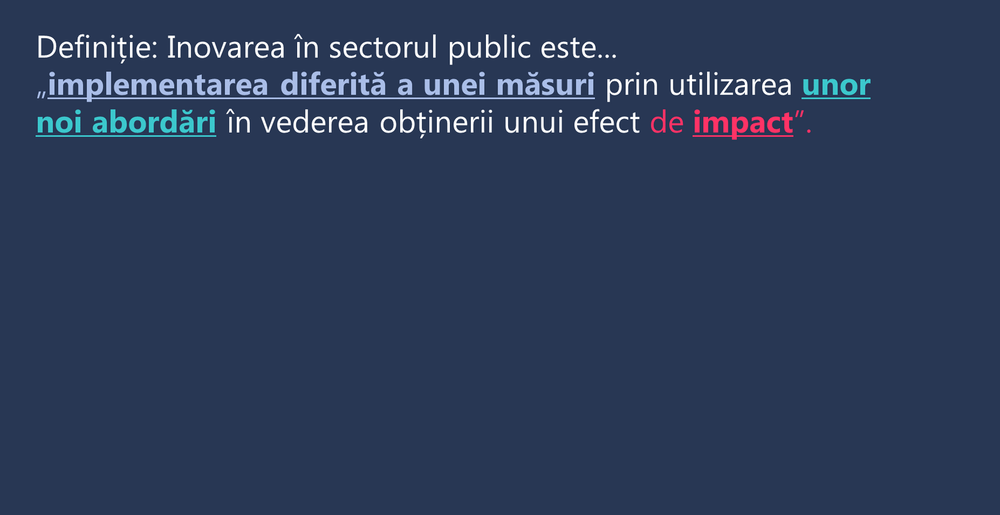 Definiție: Inovarea în sectorul public este...
„implementarea diferită a unei măsuri prin utilizarea unor
noi abordări în vederea obținerii unui efect de impact”.